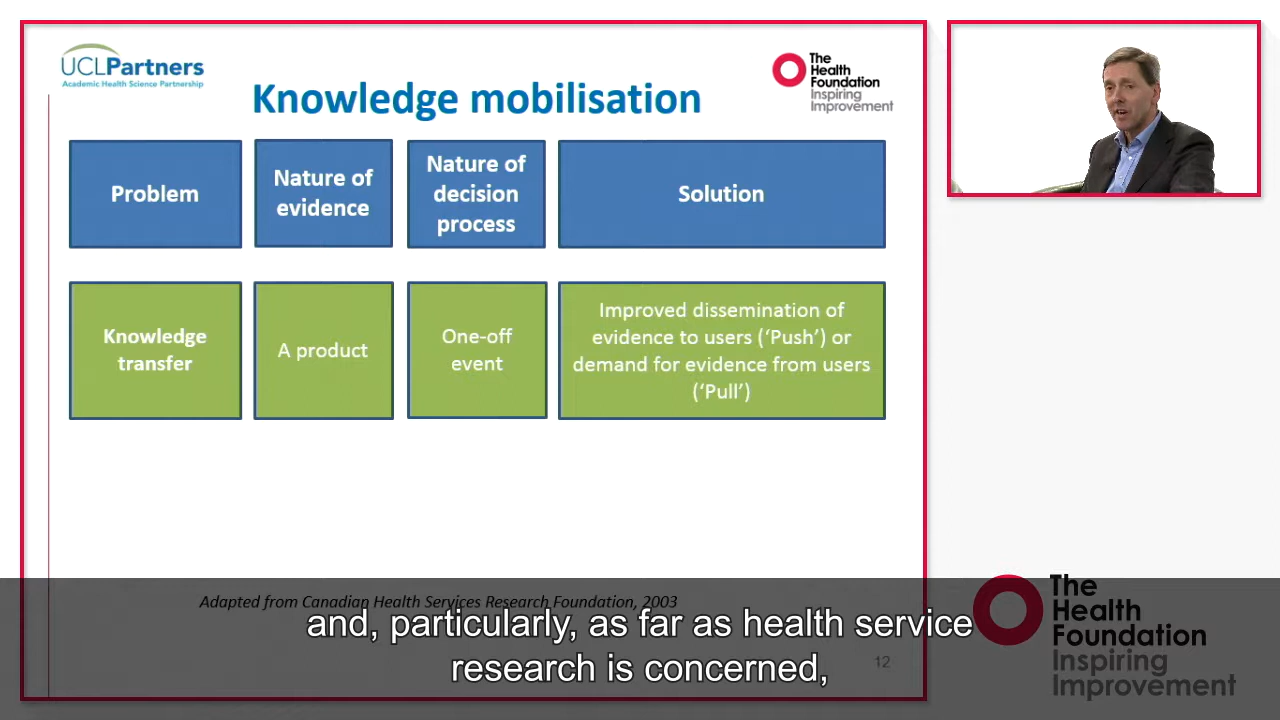 UCLPartners
Academic Health Science Partnership
The
Health
Foundation
Inspiring
Improvement
Knowledge mobilisation
Problem
Nature of
evidence
Nature of
decision
process
Solution
Knowledge
transfer
A product
One-off
event
Improved dissemination of
evidence to users (‘Push’) or
demand for evidence from users
(‘Pull’)
Adapted from Canadian Health Services Research Foundation, 2003
and, particularly, as far as health service
research is concerned,
12
The
Health
Foundation
Inspiring
Improvement